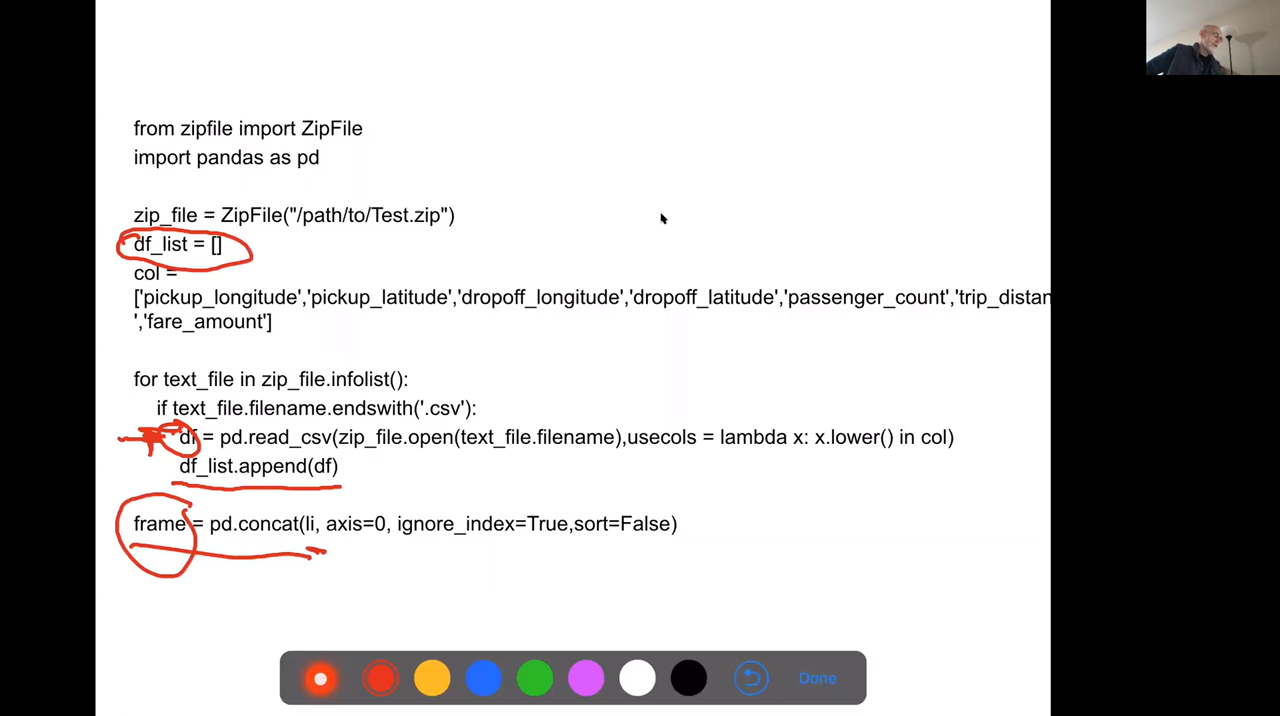 from zipfile import ZipFile
import pandas as pd
zip_file = ZipFile("/path/to/Test.zip")
df_list = []
col =
['pickup_longitude','pickup_latitude','dropoff_longitude','dropoff_latitude','passenger_count','trip_distan
','fare_amount']
for text_file in zip_file.infolist():
if text_file.filename.endswith('.csv'):
df = pd.read_csv(zip_file.open(text_file.filename),usecols = lambda x: x.lower() in col)
df_list.append(df)
frame = pd.concat(li, axis=0, ignore_index=True,sort=False)
Done